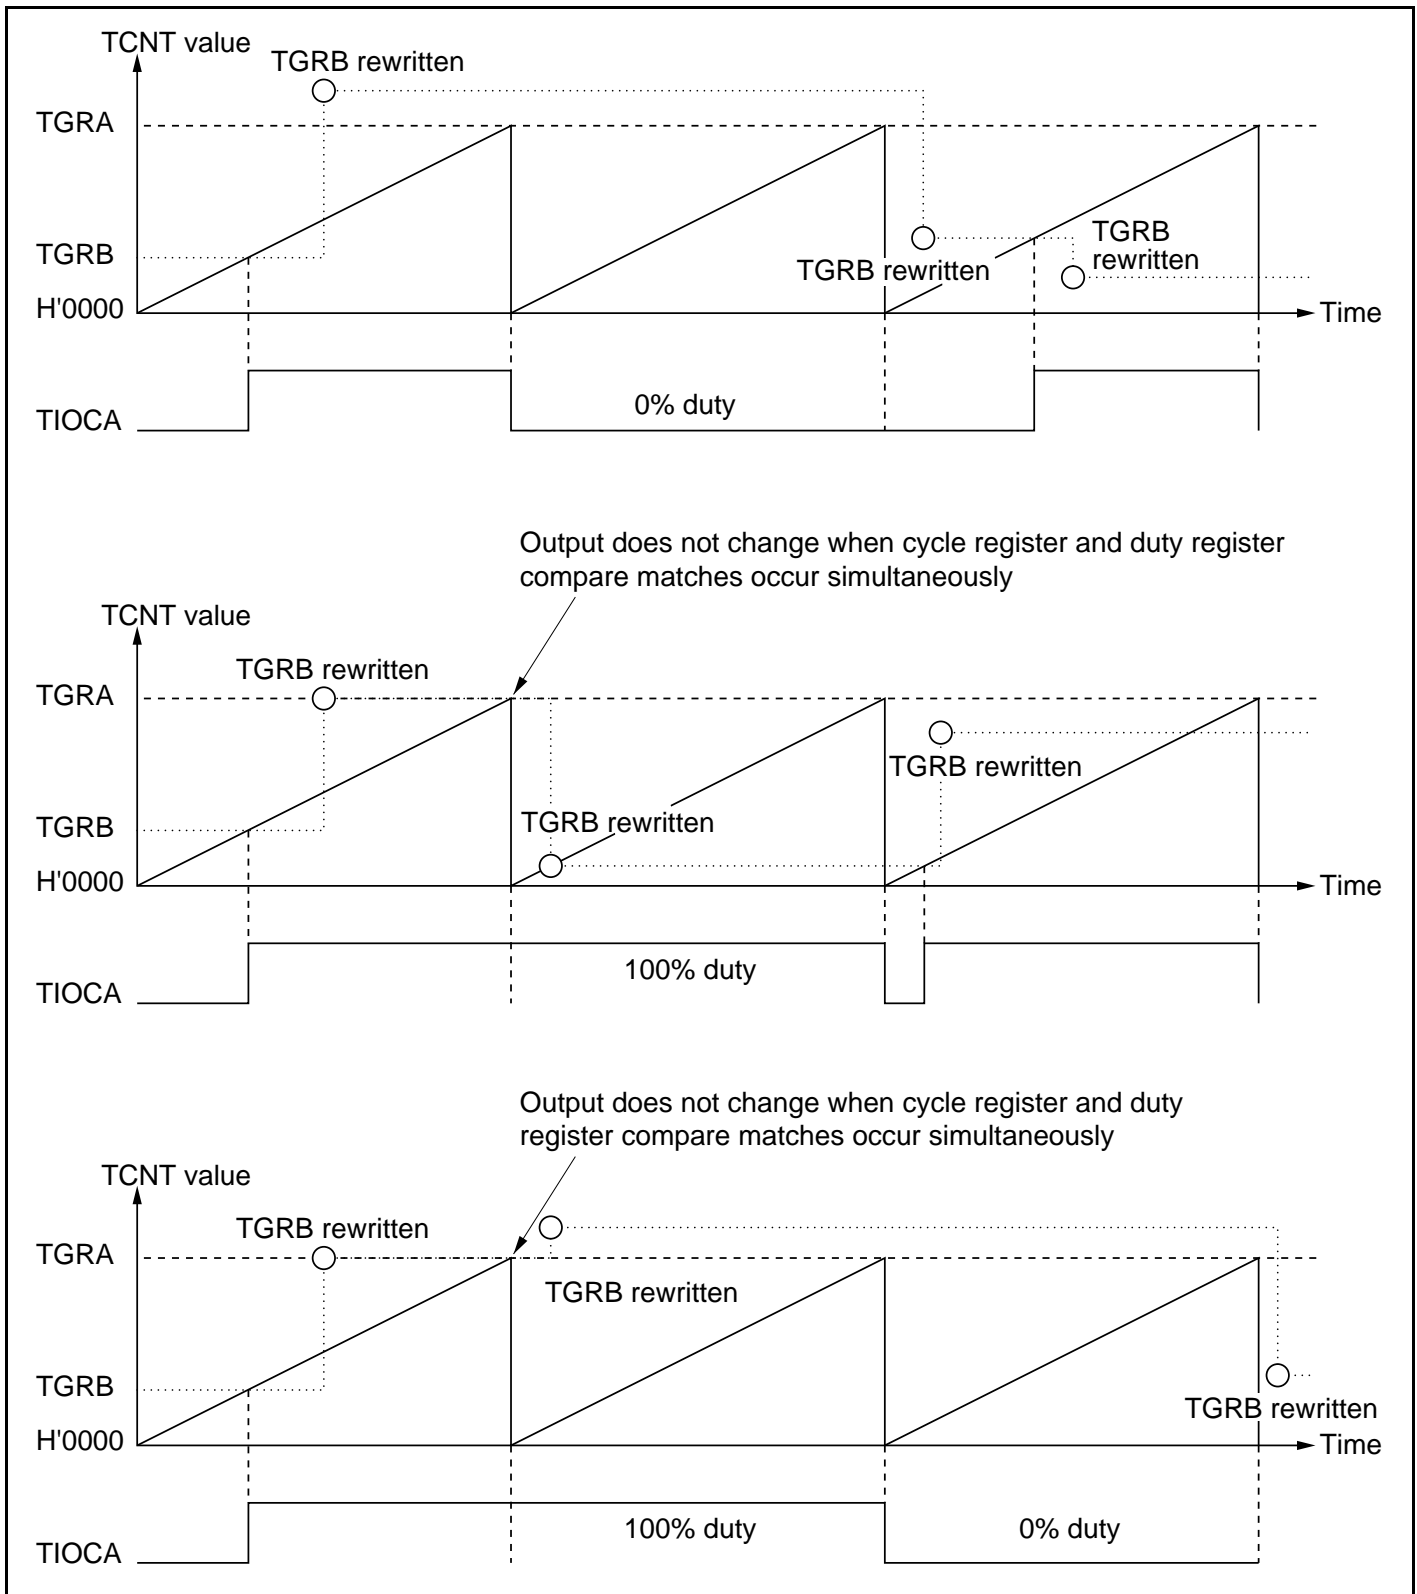 TCNT value
TGRB rewritten
TGRA
TGRB
rewritten
TGRB
TGRB rewritten
H'0000
Time
0% duty
TIOCA
Output does not change when cycle register and duty register
compare matches occur simultaneously
TCNT value
TGRB rewritten
TGRA
TGRB rewritten
TGRB
TGRB rewritten
H'0000
Time
100% duty
TIOCA
Output does not change when cycle register and duty
register compare matches occur simultaneously
TCNT value
TGRB rewritten
TGRA
TGRB rewritten
TGRB
TGRB rewritten
H'0000
Time
100% duty
0% duty
TIOCA